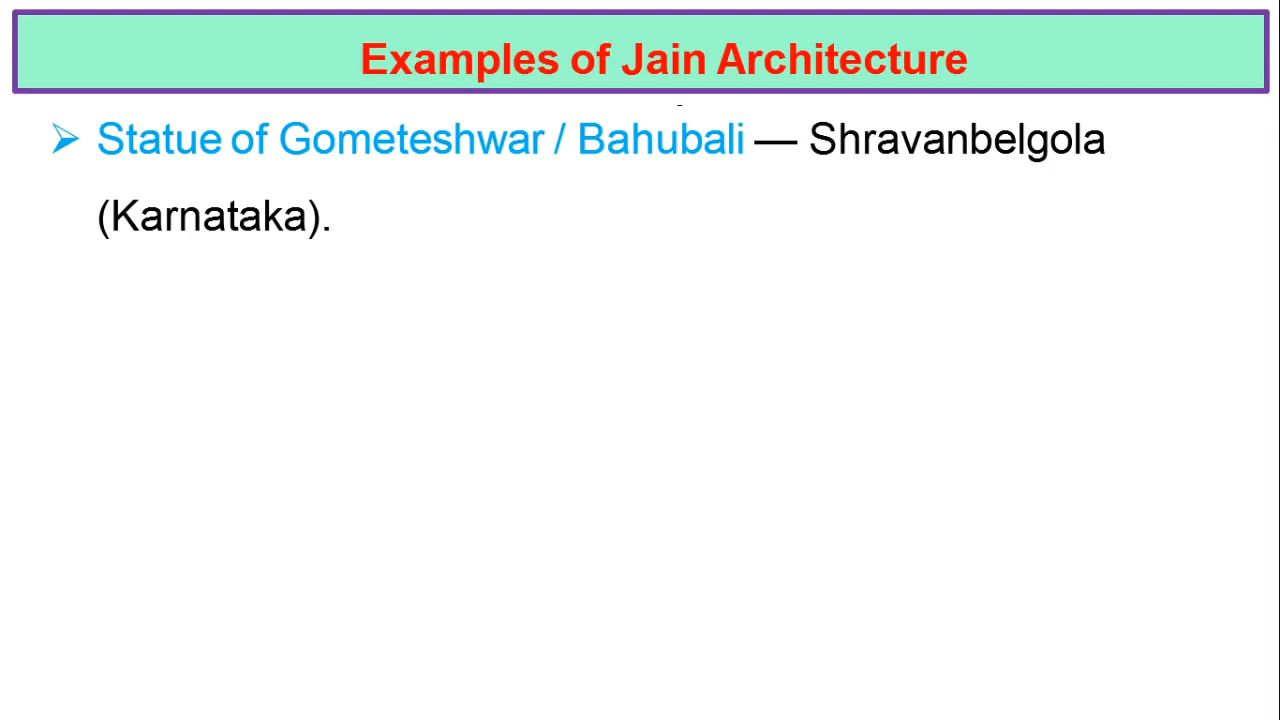 Examples of Jain Architecture
➢ Statue of Gometeshwar / Bahubali — Shravanbelgola
(Karnataka).